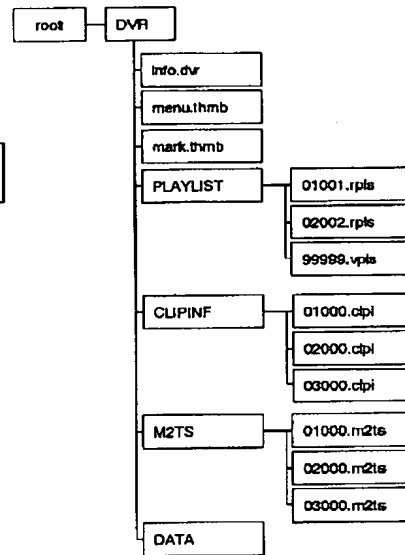 root
DVR
info.dvr
menu.thmb
mark.thmb
PLAYLIST
01001.rpls
02002.rpls
99999.vpls
CLIPINF
01000.clpi
02000.clpi
03000.clpi
M2TS
01000.m2ts
02000.m2ts
03000.m2ts
DATA